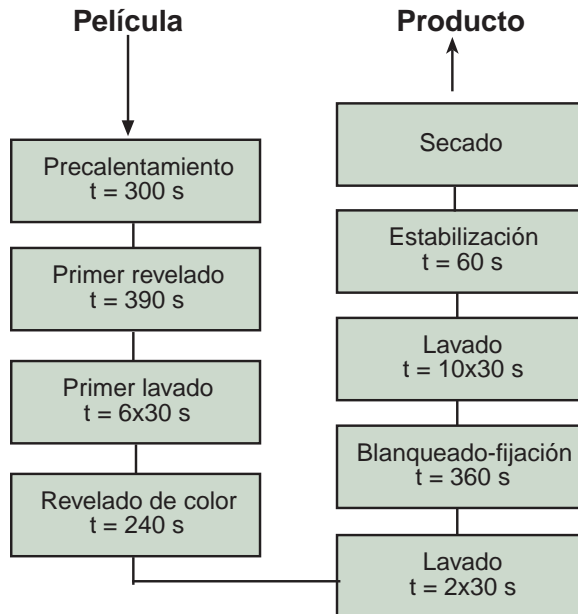 Película
Producto
Precalentamiento
t = 300 s
Primer revelado
t = 390 s
Primer lavado
t = 6x30 s
Revelado de color
t = 240 s
Secado
Estabilización
t = 60 s
Lavado
t = 10x30 s
Blanqueado-fijación
t = 360 s
Lavado
t = 2x30 s